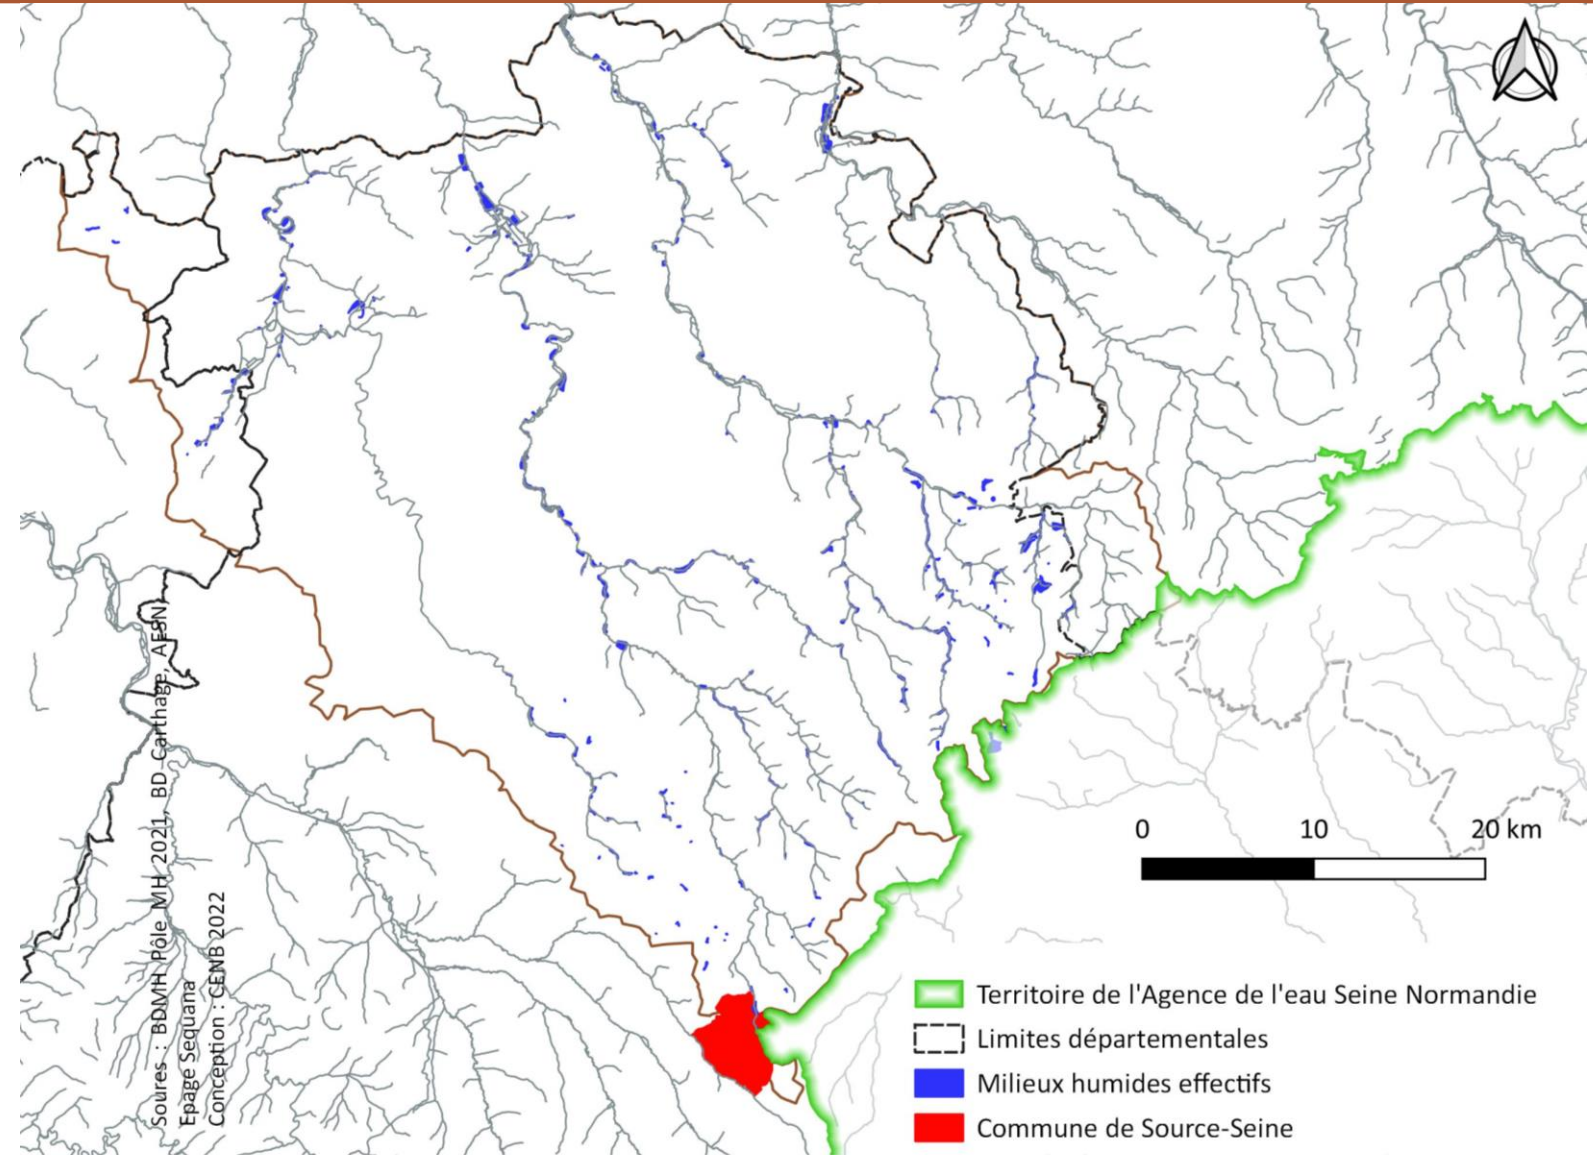 0 10 20 km
Territoire de l'Agence de l'eau Seine Normandie
Limites départementales
Milieux humides effectifs
Commune de Source-Seine
Soures : BDMH Pôle MH 2021, BD Carthage, AESN,
Epage Sequana
Conception : CENB 2022